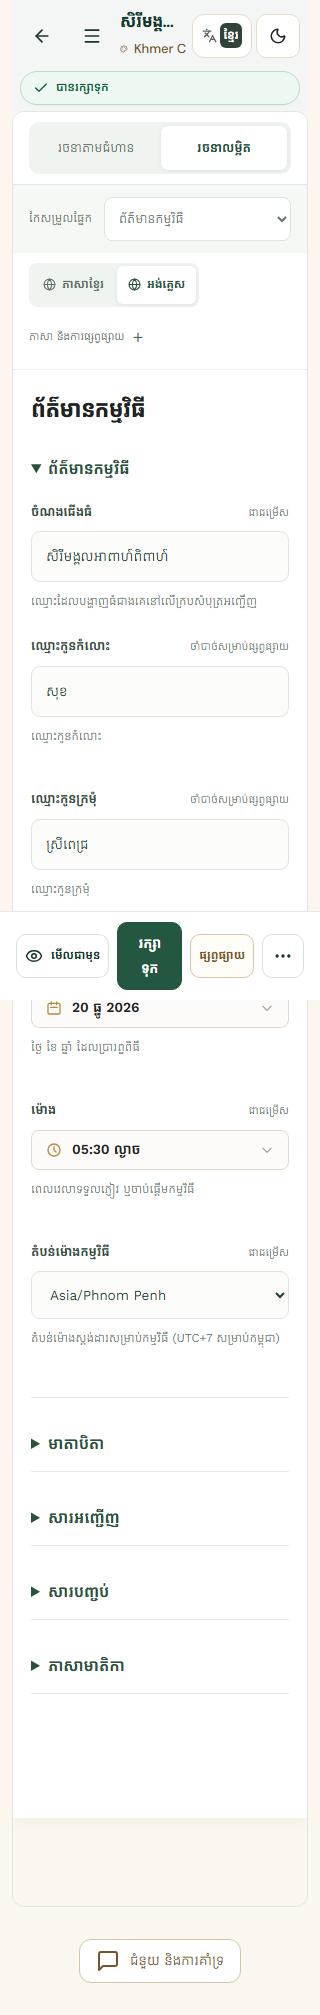 សិរីមង្គ...
Khmer C
ខ្មែរ
បានរក្សាទុក
រចនាតាមជំហាន
រចនាលម្អិត
កែសម្រួលផ្នែក
ព័ត៌មានកម្មវិធី
ភាសាខ្មែរ
អង់គ្លេស
ភាសា និងការផ្សព្វផ្សាយ +
ព័ត៌មានកម្មវិធី
ព័ត៌មានកម្មវិធី
ចំណងជើងធំ
ជាជម្រើស
សិរីមង្គលអាពាហ៍ពិពាហ៍
ឈ្មោះដែលបង្ហាញធំជាងគេនៅលើក្របសំបុត្រអញ្ជើញ
ឈ្មោះកូនកំលោះ
ចាំបាច់សម្រាប់ផ្សព្វផ្សាយ
សុខ
ឈ្មោះកូនកំលោះ
ឈ្មោះកូនក្រមុំ
ចាំបាច់សម្រាប់ផ្សព្វផ្សាយ
ស្រីពេជ្រ
ឈ្មោះកូនក្រមុំ
មើលជាមុន
រក្សា
ទុក
ផ្សព្វផ្សាយ
20 ធ្នូ 2026
ថ្ងៃ ខែ ឆ្នាំ ដែលប្រារព្ធពិធី
ម៉ោង
ជាជម្រើស
05:30 ល្ងាច
ពេលវេលាទទួលភ្ញៀវ ឬចាប់ផ្តើមកម្មវិធី
តំបន់ម៉ោងកម្មវិធី
ជាជម្រើស
Asia/Phnom Penh
តំបន់ម៉ោងស្តង់ដារសម្រាប់កម្មវិធី (UTC+7 សម្រាប់កម្ពុជា)
មាតាបិតា
សារអញ្ជើញ
សារបញ្ចប់
ភាសាមាតិកា
ជំនួយ និងការគាំទ្រ